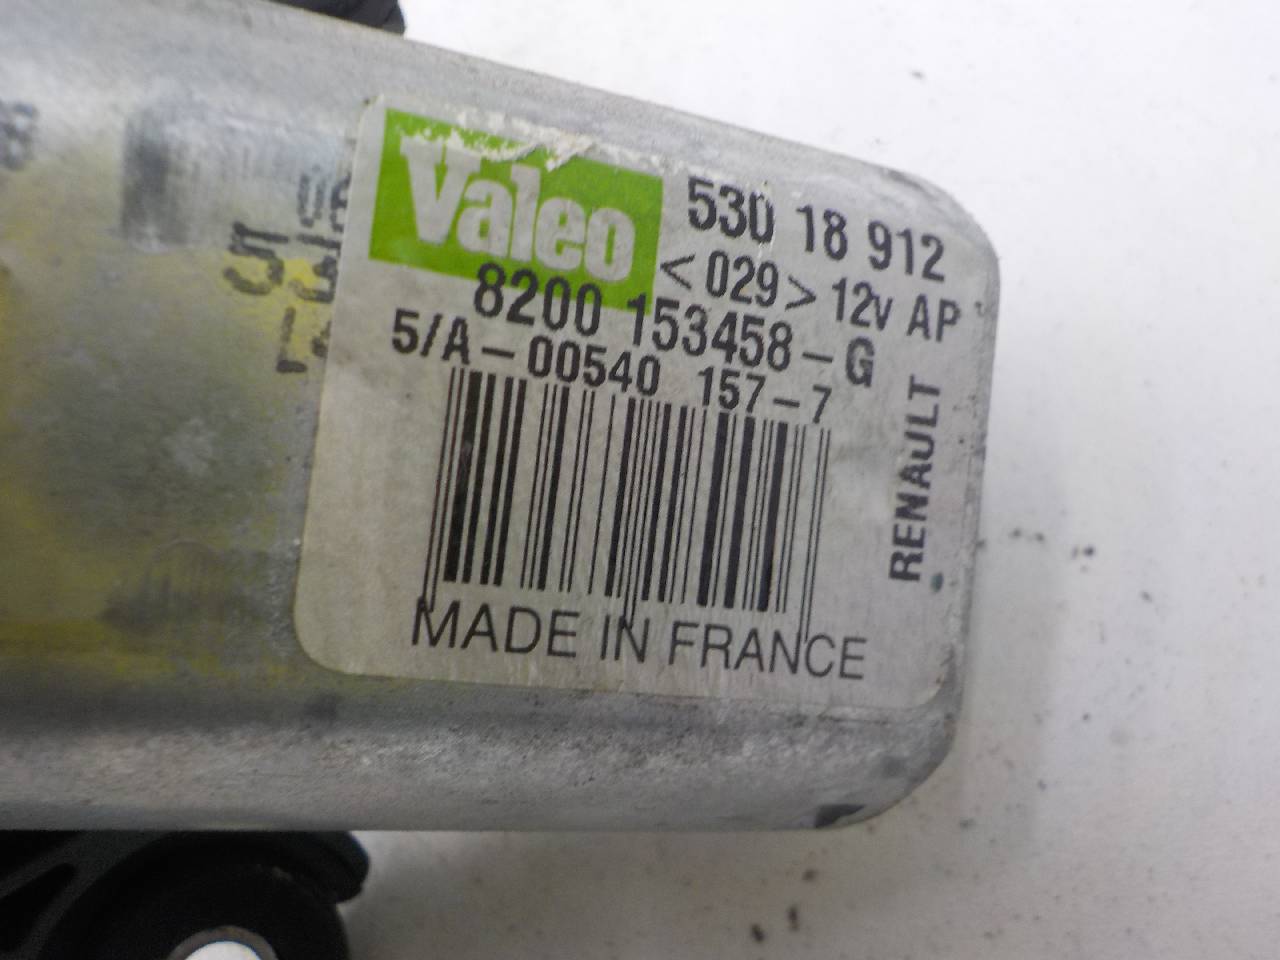 Valeo
530 18 912
<029> 12v AP
8200 153458-G
5/A-00540 157-7
RENAULT
MADE IN FRANCE